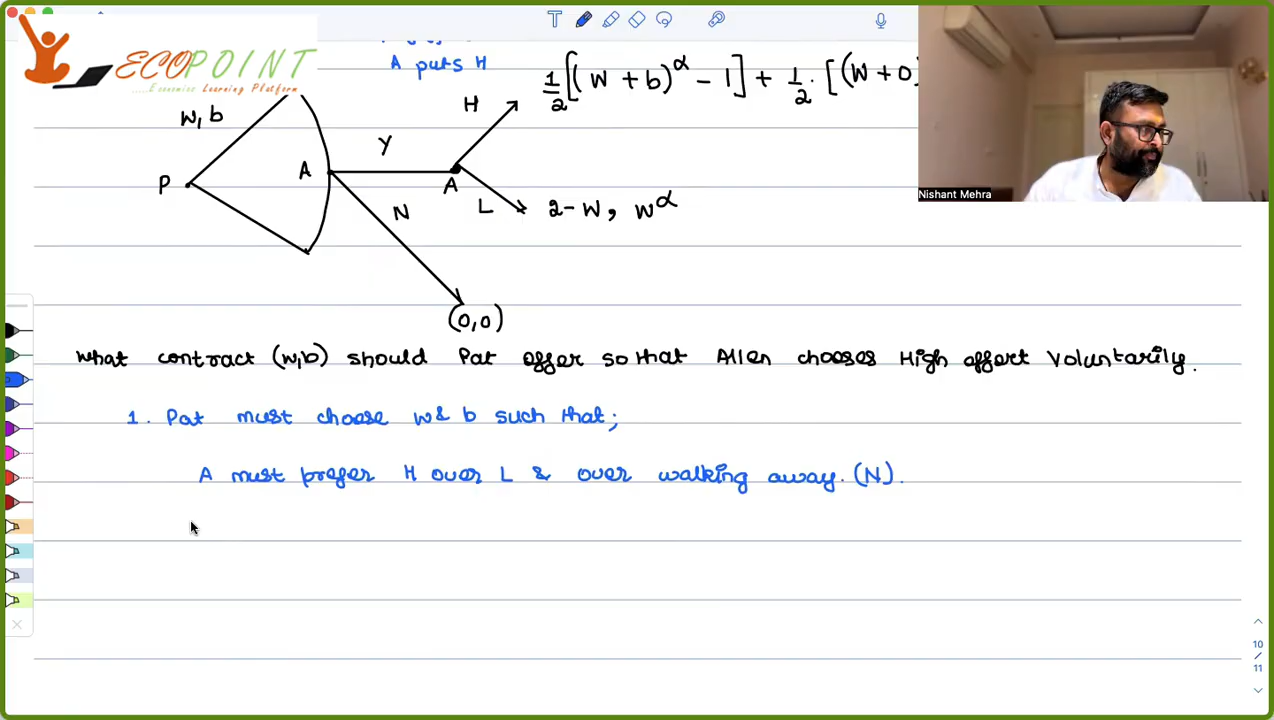 ECOPOINT
.....Economics Learning Platform
A puts H
1/2[(W + b)^α - 1] + 1/2 · [(W + 0)
H
W, b
Y
P
A
A
N
L
2 - W, W^α
(0,0)
Nishant Mehra
What contract (w,b) should Pat offer so that Allen chooses High effort Voluntarily.
1. Pat must choose w & b such that;
A must prefer H over L & over walking away. (N).
10
/
11